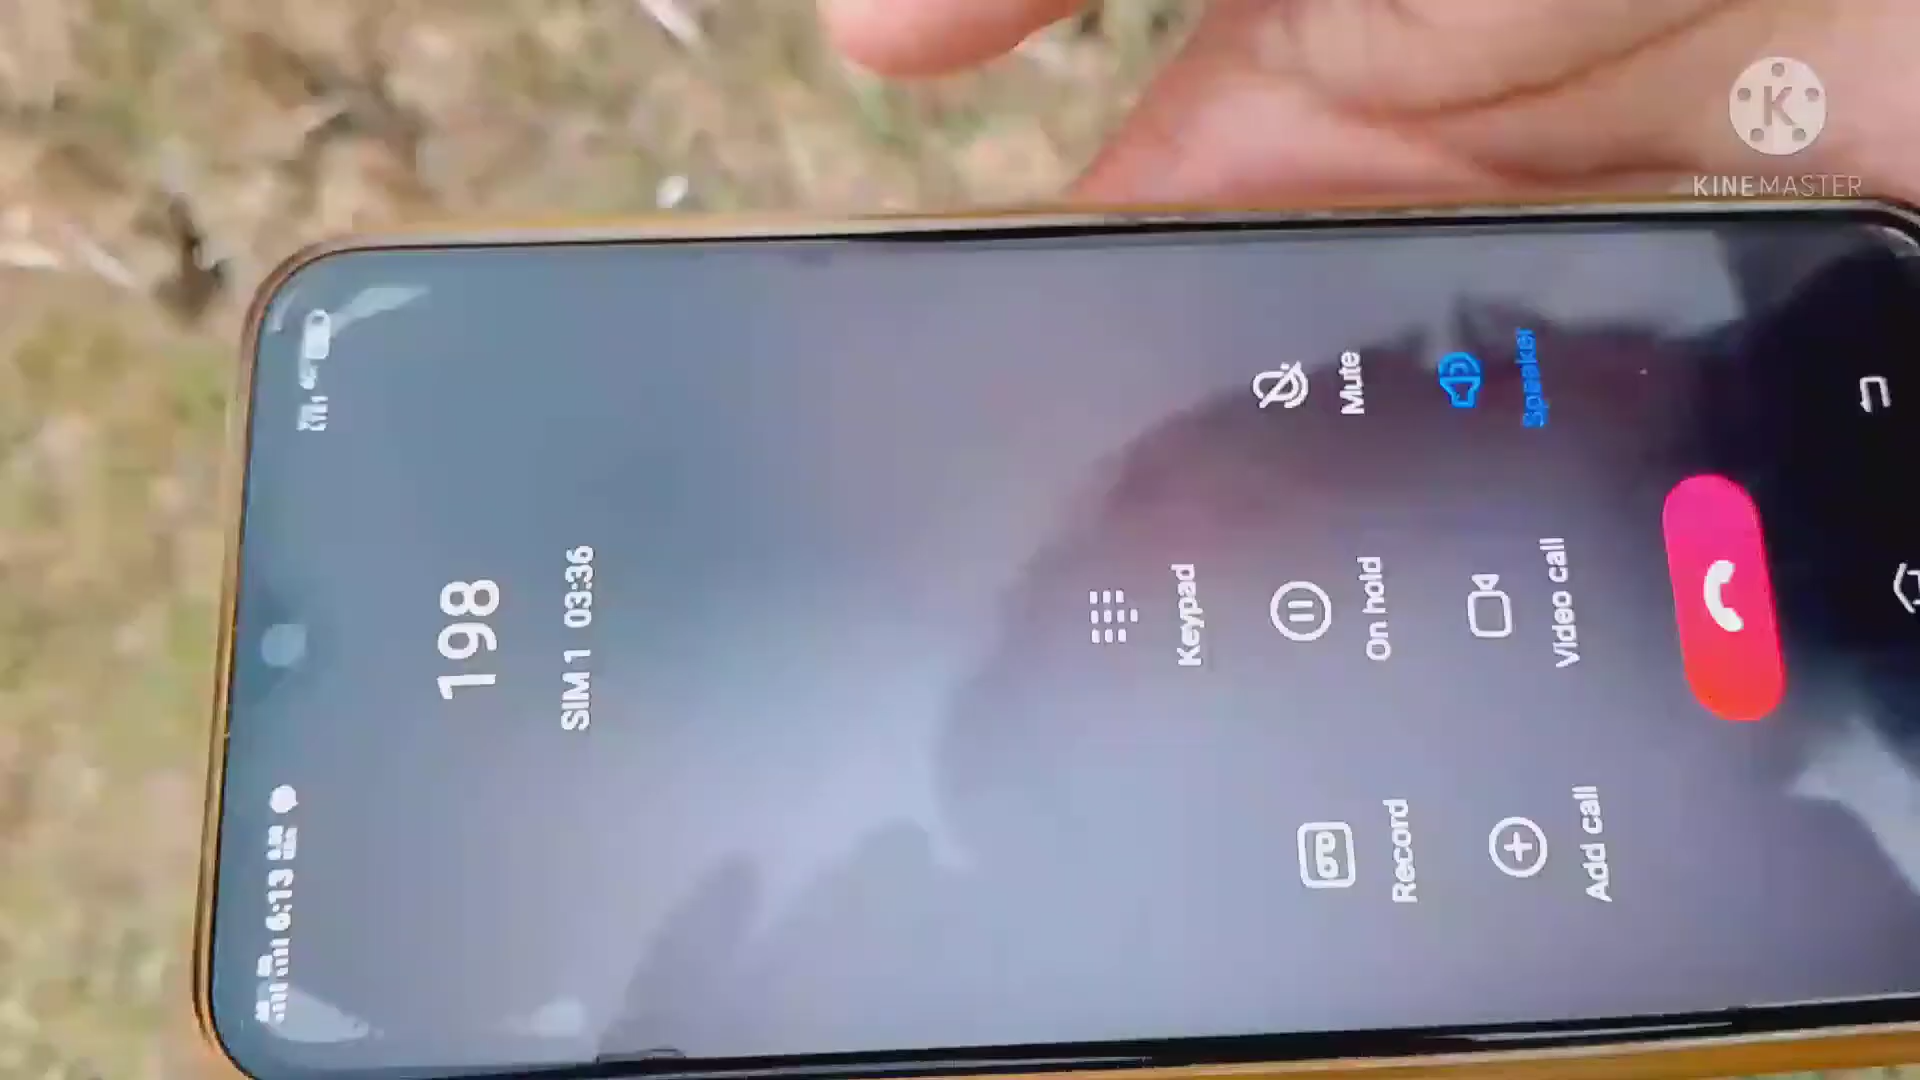 6:13
198
SIM 1 03:36
Keypad
Record
On hold
Mute
Add call
Video call
Speaker
K
KINEMASTER